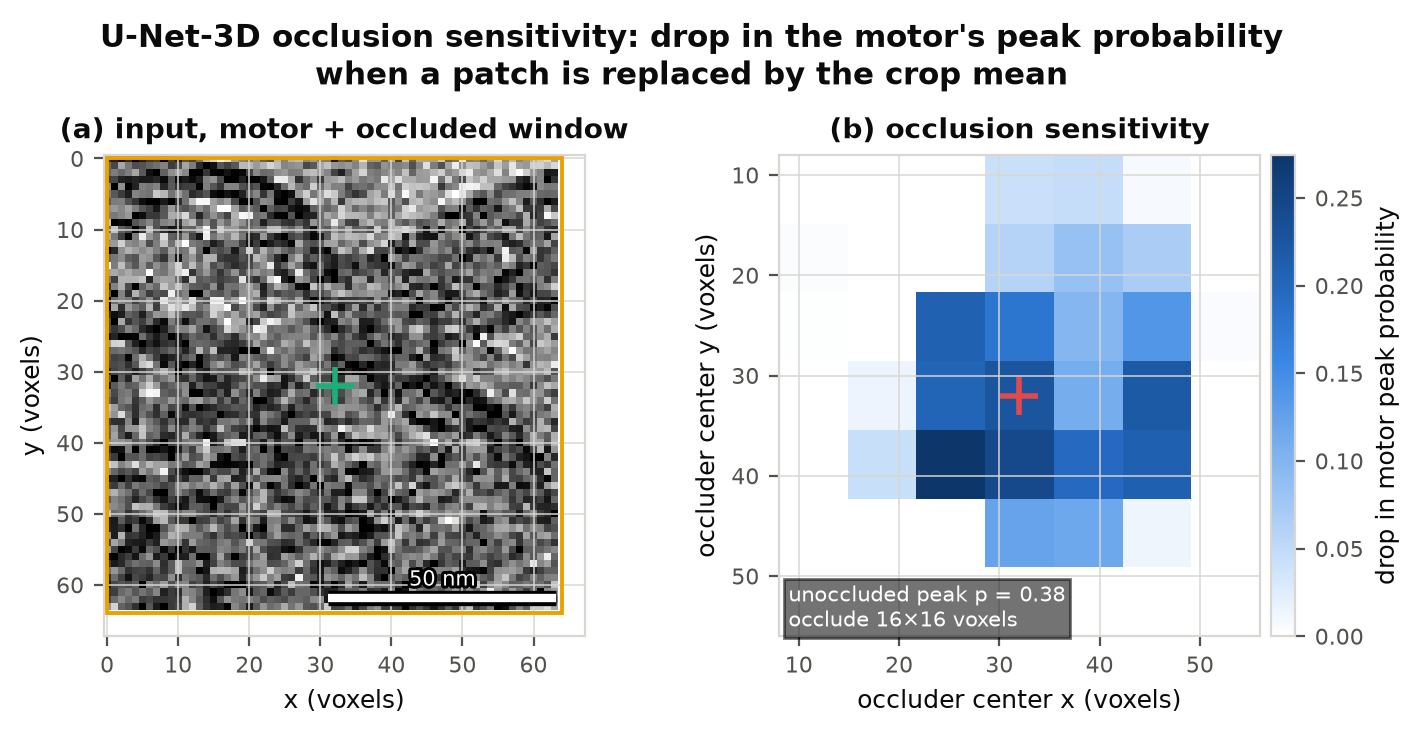 U-Net-3D occlusion sensitivity: drop in the motor's peak probability
when a patch is replaced by the crop mean
(a) input, motor + occluded window
0
10
20
30
40
50
60
y (voxels)
50 nm
0 10 20 30 40 50 60
x (voxels)
(b) occlusion sensitivity
10
20
30
40
50
occluder center y (voxels)
unoccluded peak p = 0.38
occlude 16×16 voxels
10 20 30 40 50
occluder center x (voxels)
0.25
0.20
0.15
0.10
0.05
0.00
drop in motor peak probability